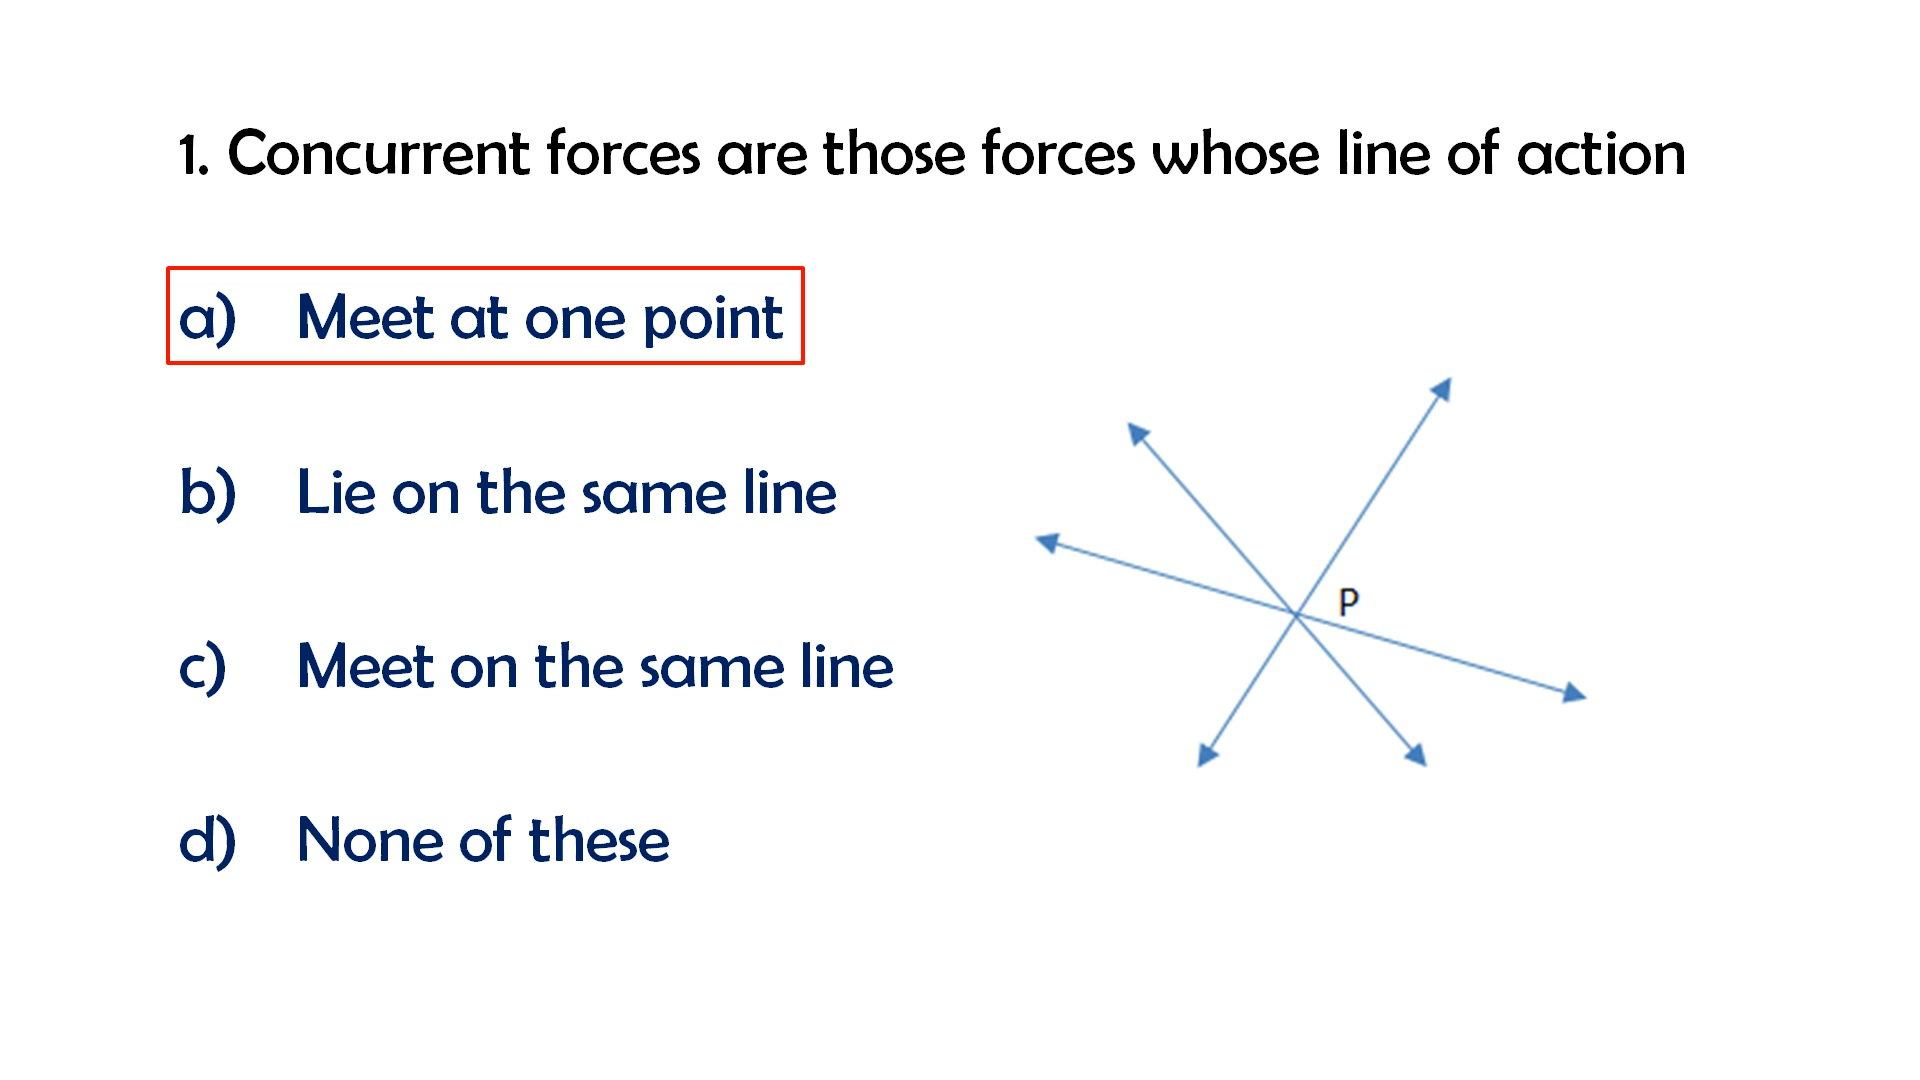 1. Concurrent forces are those forces whose line of action
a) Meet at one point
b) Lie on the same line
c) Meet on the same line
d) None of these
P